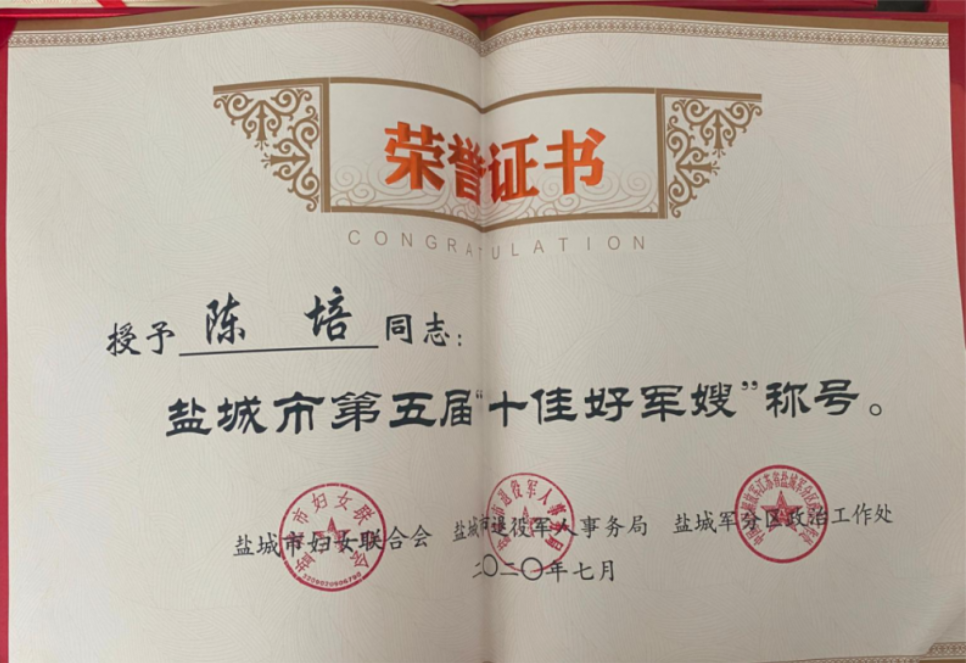 荣誉证书
CONGRATULATION
授予 陈 培 同志：
盐城市第五届“十佳好军嫂”称号。
盐城市妇女联合会 盐城市退役军人事务局 盐城军分区政治工作处
二〇二〇年七月